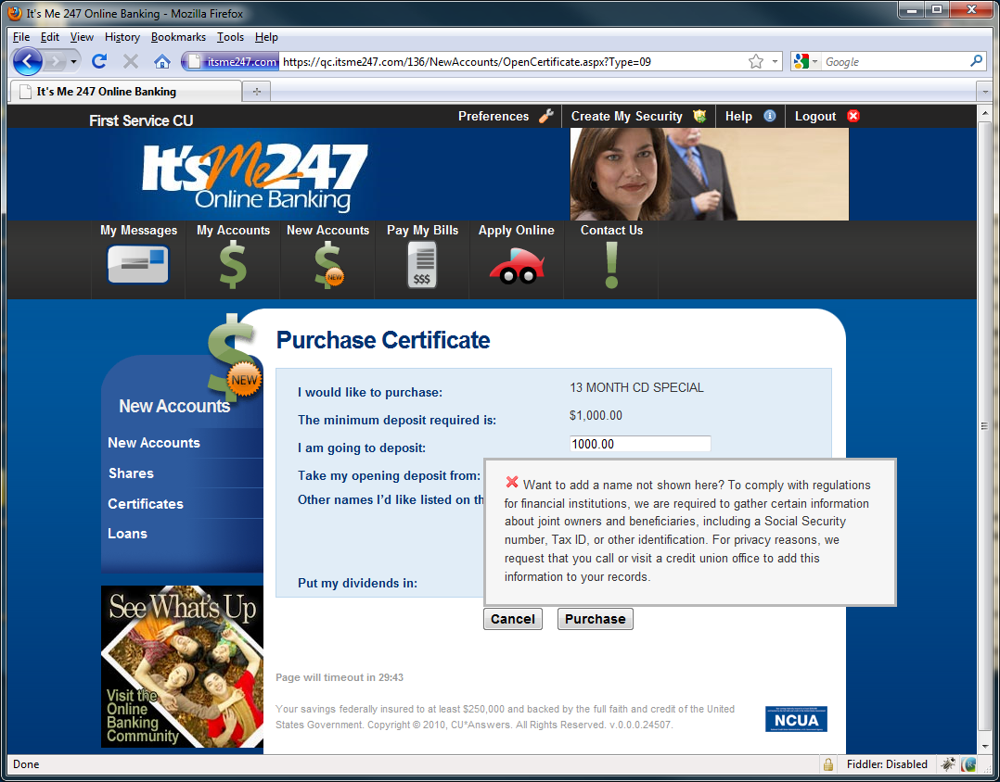 It's Me 247 Online Banking - Mozilla Firefox
File Edit View History Bookmarks Tools Help
itsme247.com https://qc.itsme247.com/136/NewAccounts/OpenCertificate.aspx?Type=09 Google
It's Me 247 Online Banking
First Service CU
Preferences Create My Security Help Logout
It's Me 247
Online Banking
My Messages My Accounts New Accounts Pay My Bills Apply Online Contact Us
$$$
NEW
Purchase Certificate
NEW
New Accounts
New Accounts
Shares
Certificates
Loans
I would like to purchase: 13 MONTH CD SPECIAL
The minimum deposit required is: $1,000.00
I am going to deposit: 1000.00
Take my opening deposit from:
Other names I'd like listed on th
Put my dividends in:
Want to add a name not shown here? To comply with regulations
for financial institutions, we are required to gather certain information
about joint owners and beneficiaries, including a Social Security
number, Tax ID, or other identification. For privacy reasons, we
request that you call or visit a credit union office to add this
information to your records.
Cancel Purchase
See What's Up
Visit the
Online
Banking
Community
Page will timeout in 29:43
Your savings federally insured to at least $250,000 and backed by the full faith and credit of the United
States Government. Copyright © 2010, CU*Answers. All Rights Reserved. v.0.0.0.24507.
NCUA
Done Fiddler: Disabled